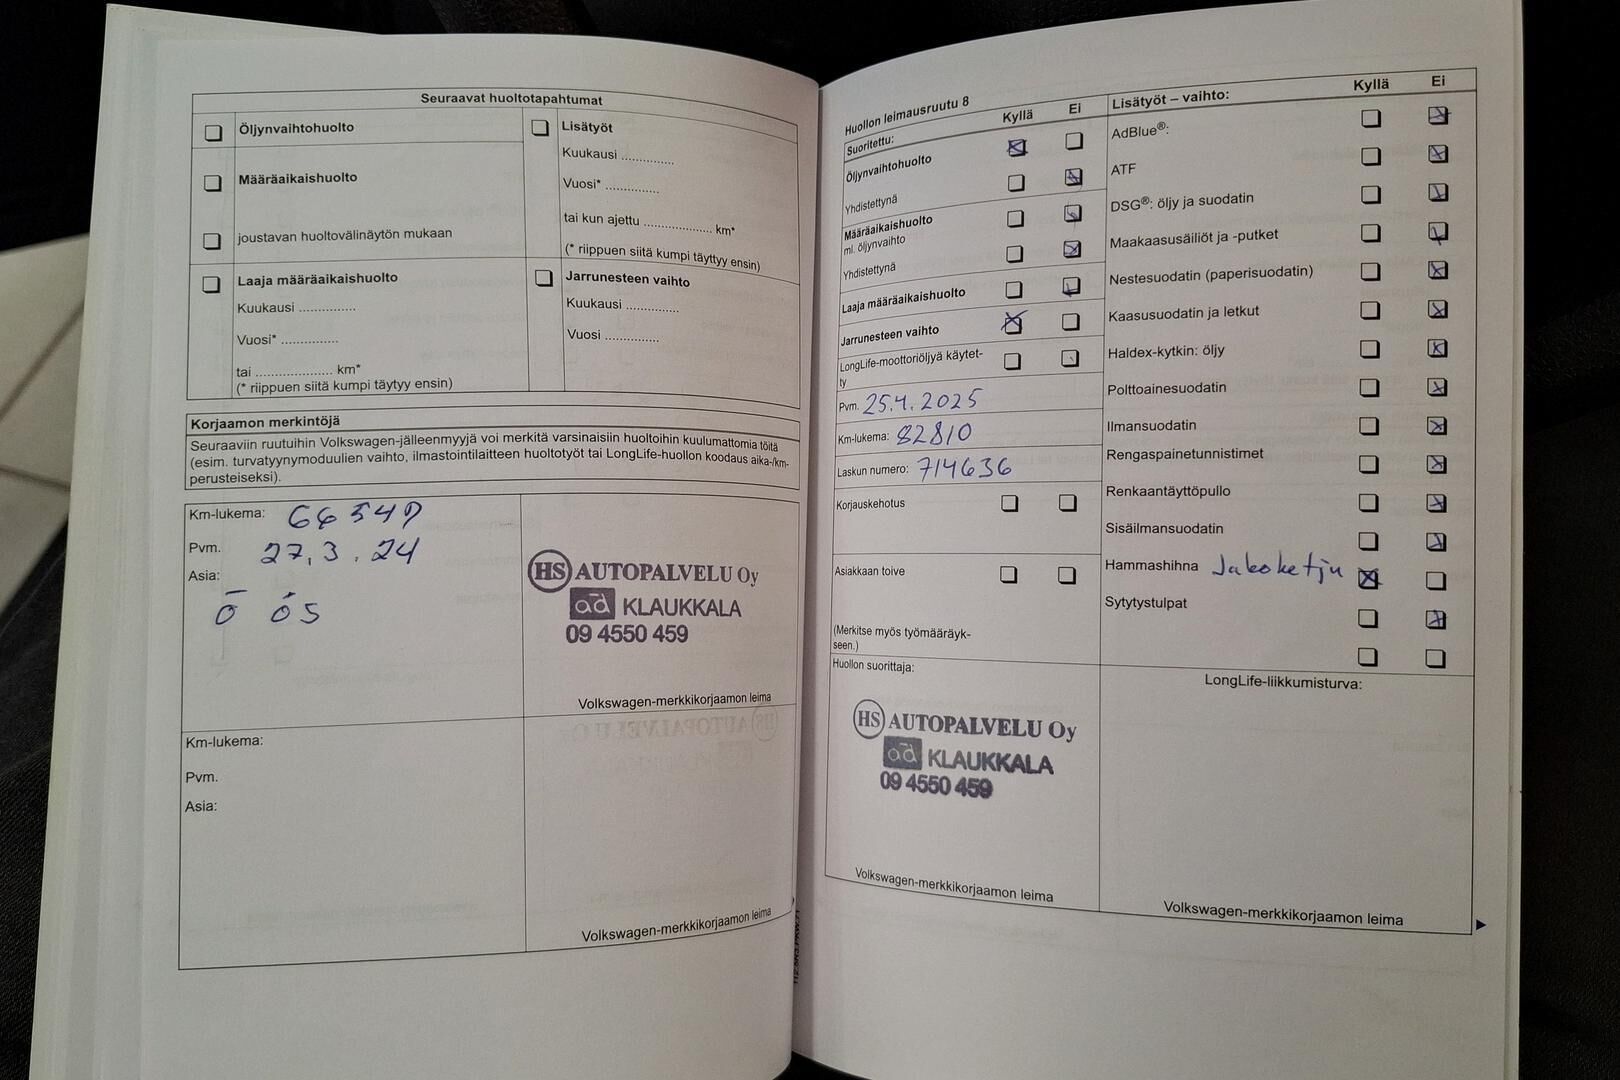 Seuraavat huoltotapahtumat
Öljynvaihtohuolto
Määräaikaishuolto
joustavan huoltovälinäytön mukaan
Laaja määräaikaishuolto
Kuukausi ...............
Vuosi* ...............
tai .................... km*
(* riippuen siitä kumpi täytyy ensin)
Lisätyöt
Kuukausi ..............
Vuosi* ..............
tai kun ajettu .................. km*
(* riippuen siitä kumpi täyttyy ensin)
Jarrunesteen vaihto
Kuukausi ..............
Vuosi ..............
Korjaamon merkintöjä
Seuraaviin ruutuihin Volkswagen-jälleenmyyjä voi merkitä varsinaisiin huoltoihin kuulumattomia töitä
(esim. turvatyynymoduulien vaihto, ilmastointilaitteen huoltotyöt tai LongLife-huollon koodaus aika-/km-
perusteiseksi).
Km-lukema: 66549
Pvm. 27.3.24
Asia:
HS AUTOPALVELU Oy
ad KLAUKKALA
09 4550 459
Volkswagen-merkkikorjaamon leima
Km-lukema:
Pvm.
Asia:
Volkswagen-merkkikorjaamon leima
Huollon leimausruutu 8
Suoritettu: Kyllä Ei
Öljynvaihtohuolto
Yhdistettynä
Määräaikaishuolto
ml. öljynvaihto
Yhdistettynä
Laaja määräaikaishuolto
Jarrunesteen vaihto
LongLife-moottoriöljyä käytet-
ty
Pvm. 25.4.2025
Km-lukema: 82810
Laskun numero: 714636
Korjauskehotus
Asiakkaan toive
(Merkitse myös työmääräyk-
seen.)
Huollon suorittaja:
HS AUTOPALVELU Oy
ad KLAUKKALA
09 4550 459
Volkswagen-merkkikorjaamon leima
Lisätyöt – vaihto: Kyllä Ei
AdBlue®:
ATF
DSG®: öljy ja suodatin
Maakaasusäiliöt ja -putket
Nestesuodatin (paperisuodatin)
Kaasusuodatin ja letkut
Haldex-kytkin: öljy
Polttoainesuodatin
Ilmansuodatin
Rengaspainetunnistimet
Renkaantäyttöpullo
Sisäilmansuodatin
Hammashihna Jakoketju
Sytytystulpat
LongLife-liikkumisturva:
Volkswagen-merkkikorjaamon leima